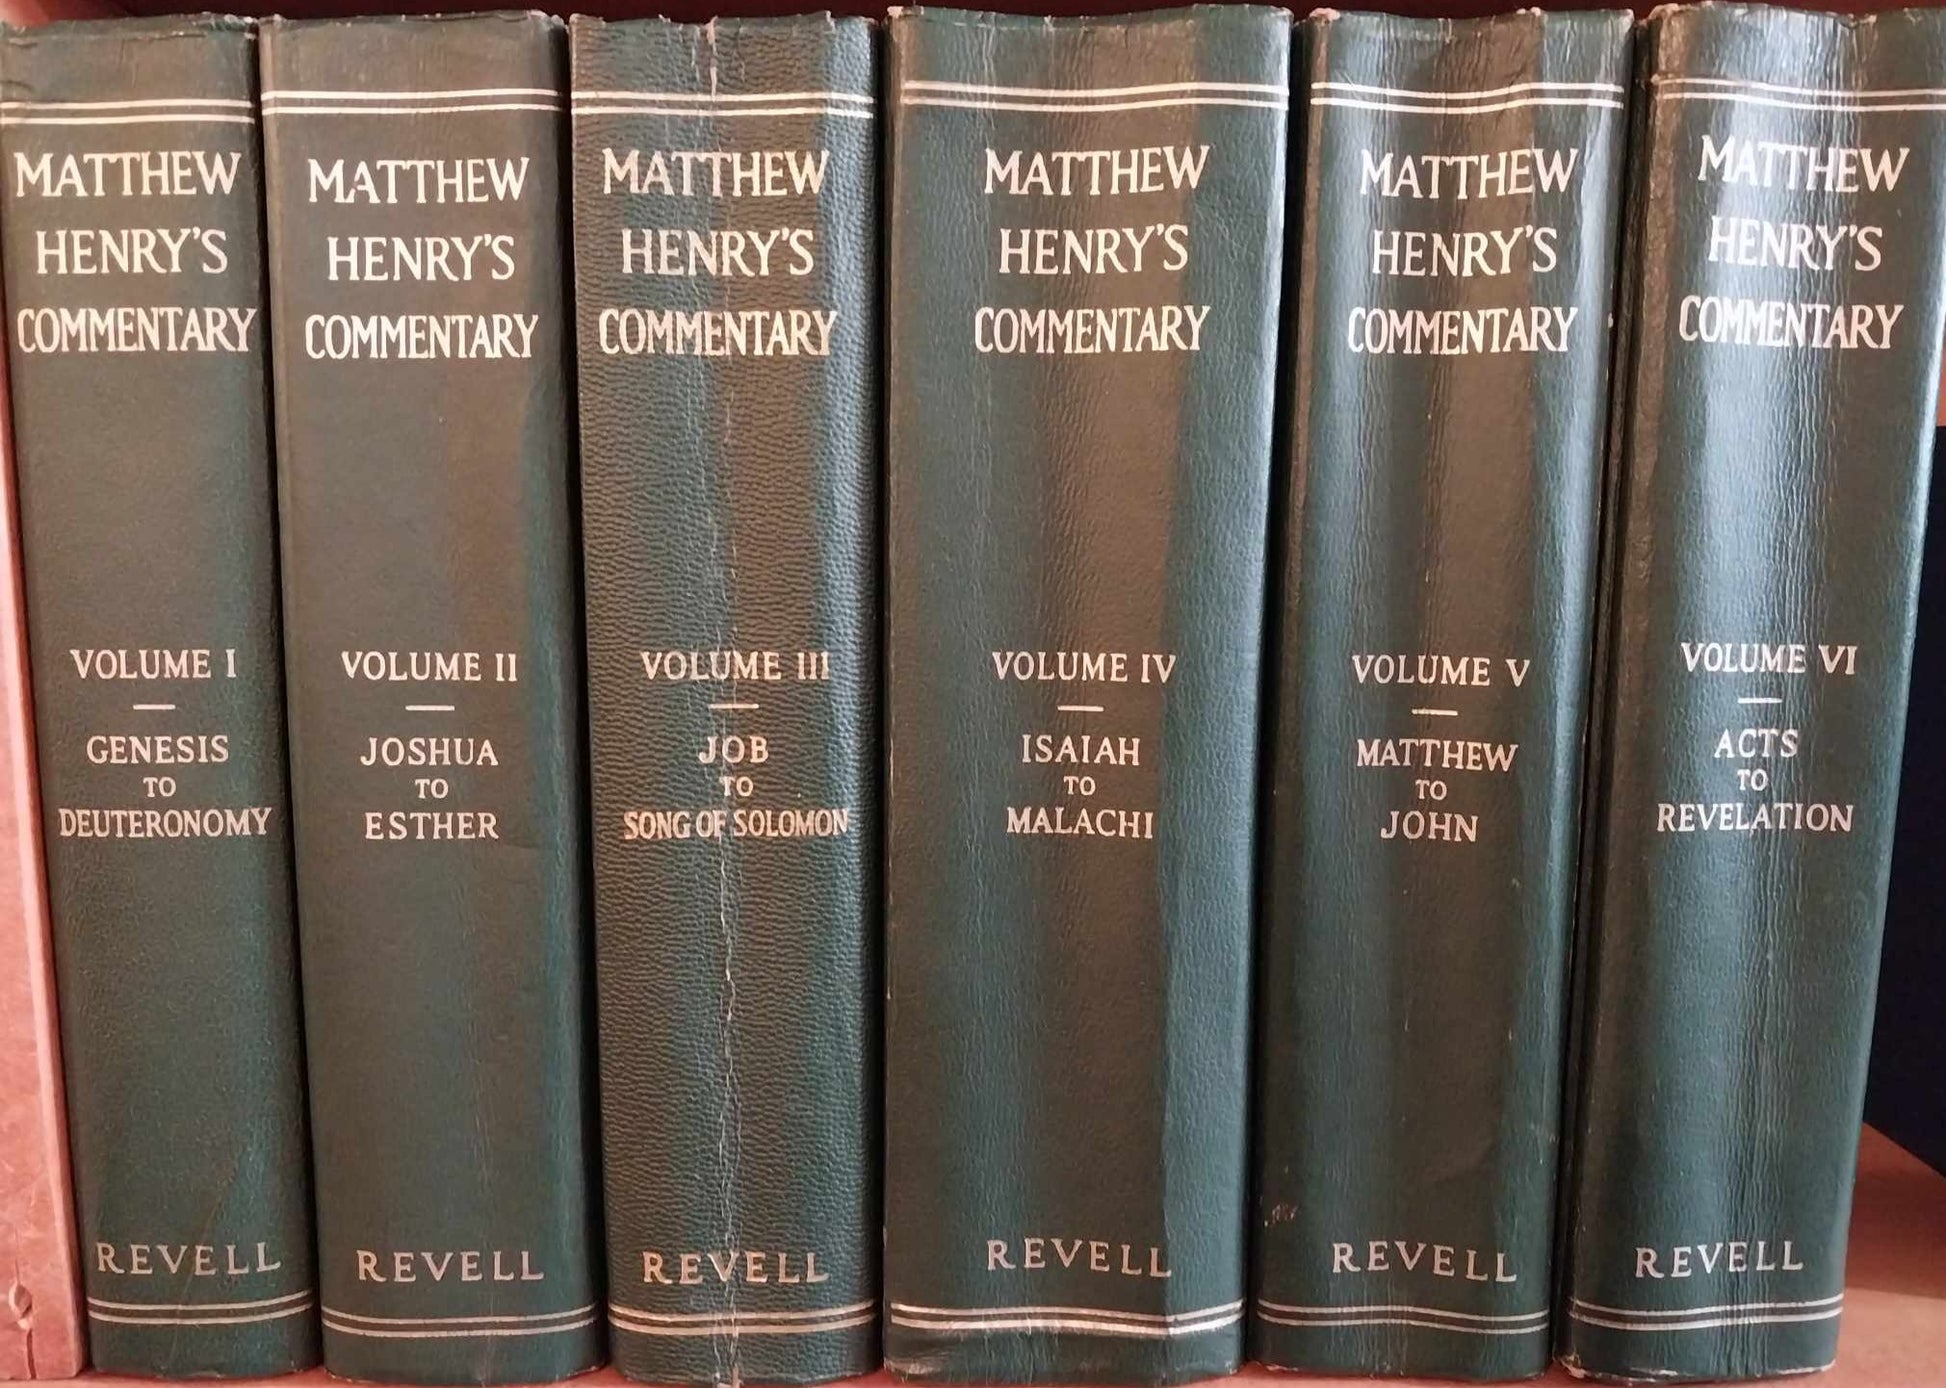 MATTHEW
HENRY'S
COMMENTARY
VOLUME I
GENESIS
TO
DEUTERONOMY
REVELL
MATTHEW
HENRY'S
COMMENTARY
VOLUME II
JOSHUA
TO
ESTHER
REVELL
MATTHEW
HENRY'S
COMMENTARY
VOLUME III
JOB
TO
SONG OF SOLOMON
REVELL
MATTHEW
HENRY'S
COMMENTARY
VOLUME IV
ISAIAH
TO
MALACHI
REVELL
MATTHEW
HENRY'S
COMMENTARY
VOLUME V
MATTHEW
TO
JOHN
REVELL
MATTHEW
HENRY'S
COMMENTARY
VOLUME VI
ACTS
TO
REVELATION
REVELL